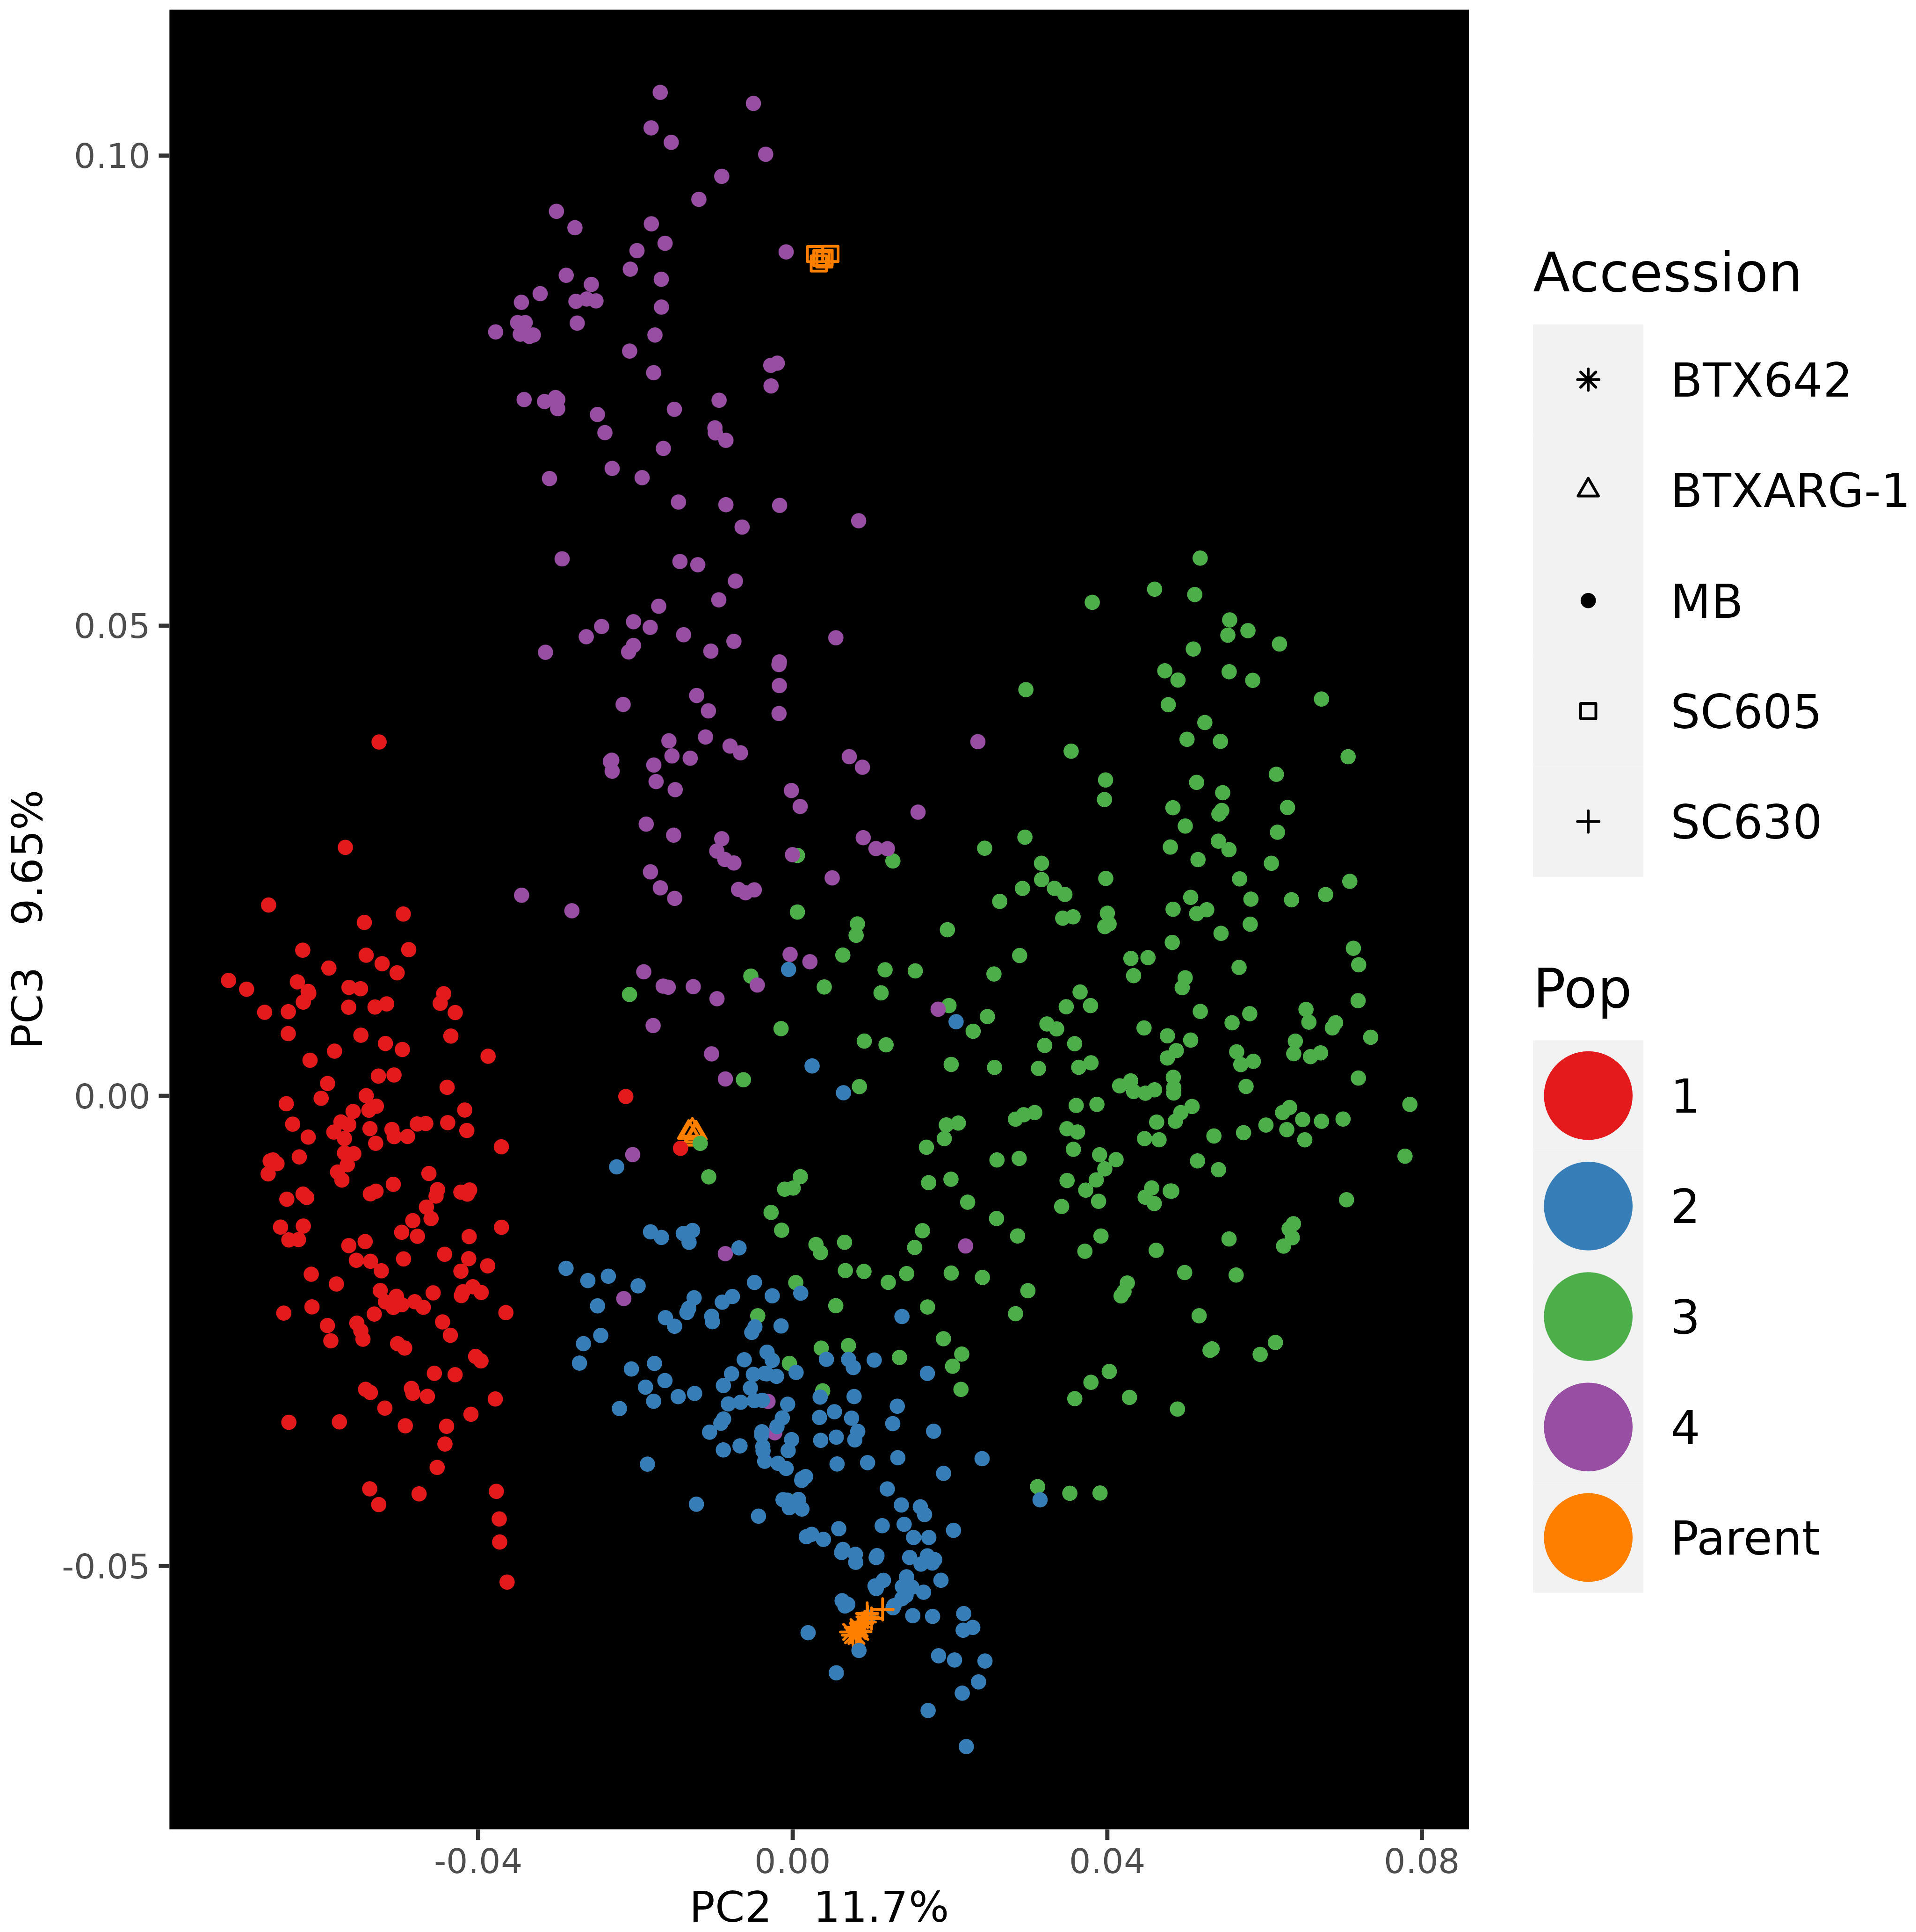 0.10
0.05
0.00
-0.05
PC3 9.65%
-0.04
0.00
0.04
0.08
PC2 11.7%
Accession
BTX642
BTXARG-1
MB
SC605
SC630
Pop
1
2
3
4
Parent